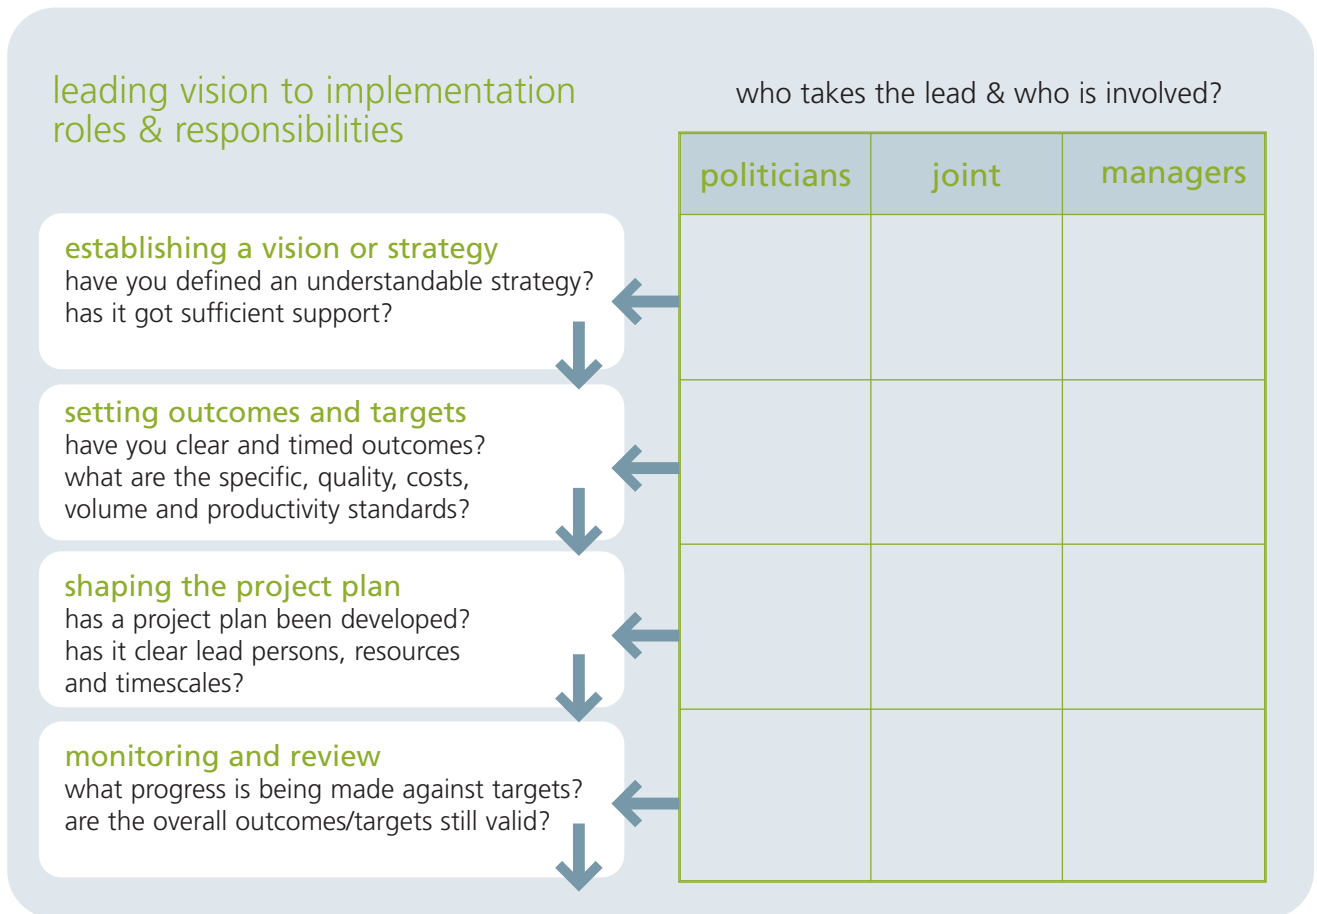 leading vision to implementation
roles & responsibilities
who takes the lead & who is involved?
politicians
joint
managers
establishing a vision or strategy
have you defined an understandable strategy?
has it got sufficient support?
setting outcomes and targets
have you clear and timed outcomes?
what are the specific, quality, costs,
volume and productivity standards?
shaping the project plan
has a project plan been developed?
has it clear lead persons, resources
and timescales?
monitoring and review
what progress is being made against targets?
are the overall outcomes/targets still valid?